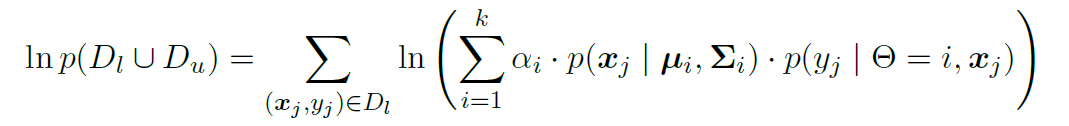 ln p(D_l ∪ D_u) = ∑_{(x_j,y_j)∈D_l} ln ( ∑_{i=1}^{k} α_i · p(x_j | μ_i, Σ_i) · p(y_j | Θ = i, x_j) )